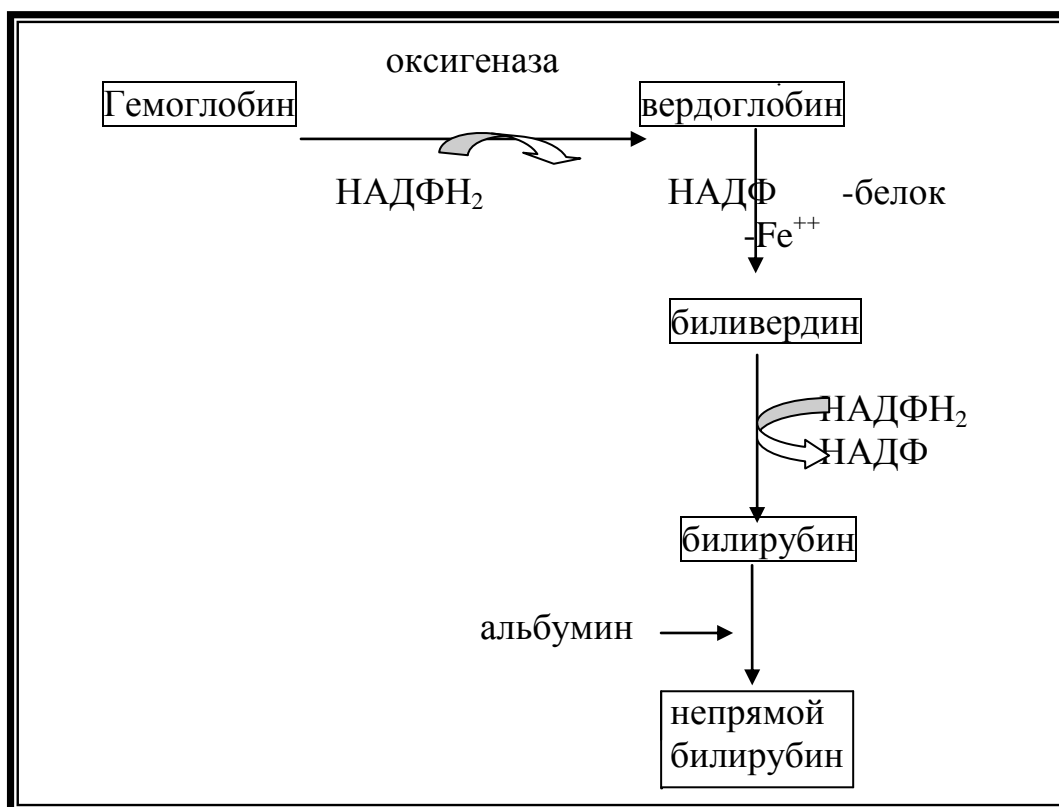 оксигеназа
Гемоглобин вердоглобин
НАДФН₂ НАДФ -белок
-Fe⁺⁺
биливердин
НАДФН₂
НАДФ
билирубин
альбумин
непрямой
билирубин